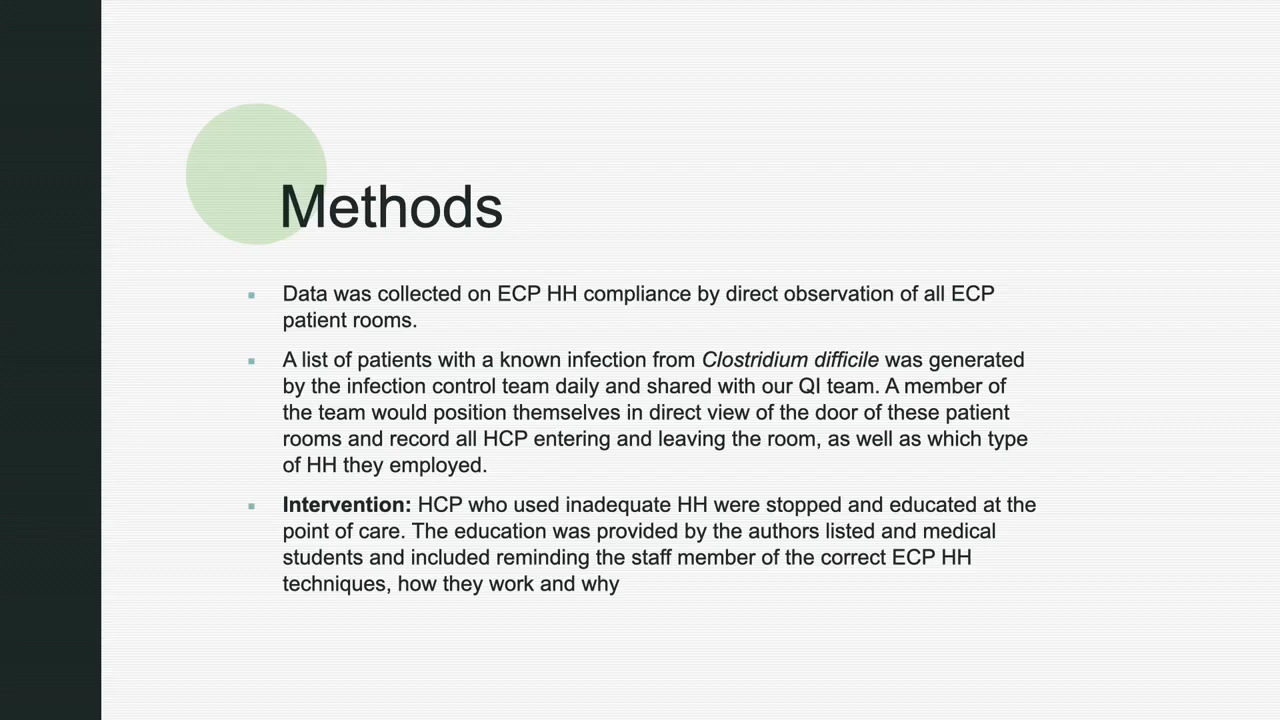 Methods
▪ Data was collected on ECP HH compliance by direct observation of all ECP
patient rooms.
▪ A list of patients with a known infection from Clostridium difficile was generated
by the infection control team daily and shared with our QI team. A member of
the team would position themselves in direct view of the door of these patient
rooms and record all HCP entering and leaving the room, as well as which type
of HH they employed.
▪ Intervention: HCP who used inadequate HH were stopped and educated at the
point of care. The education was provided by the authors listed and medical
students and included reminding the staff member of the correct ECP HH
techniques, how they work and why